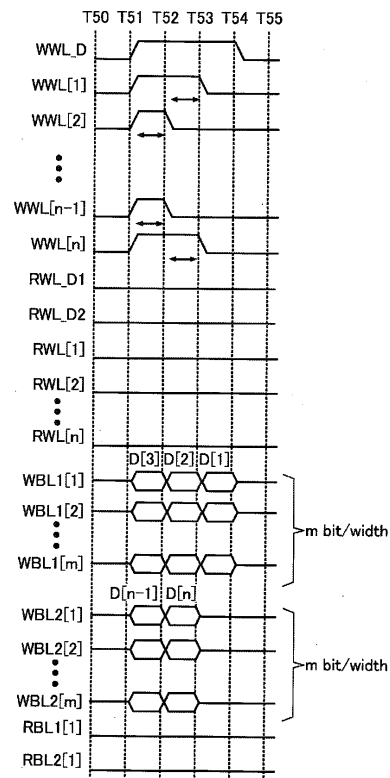 T50 T51 T52 T53 T54 T55
WWL_D
WWL[1]
WWL[2]
WWL[n-1]
WWL[n]
RWL_D1
RWL_D2
RWL[1]
RWL[2]
RWL[n]
D[3] D[2] D[1]
WBL1[1]
WBL1[2]
m bit/width
WBL1[m]
D[n-1] D[n]
WBL2[1]
WBL2[2]
m bit/width
WBL2[m]
RBL1[1]
RBL2[1]